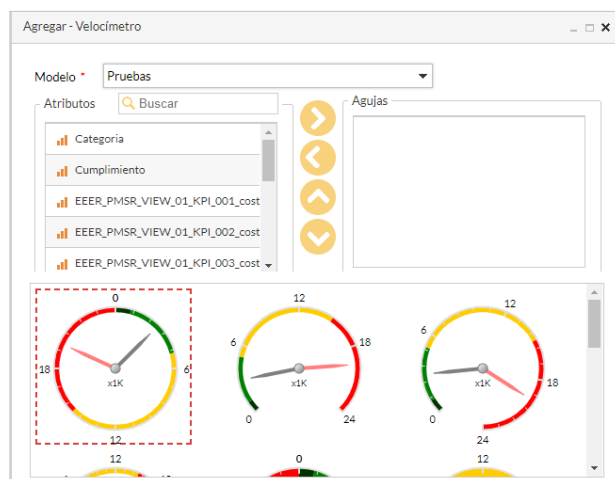 Agregar - Velocímetro
Modelo * Pruebas
Atributos Buscar Agujas
Categoria
Cumplimiento
EEER_PMSR_VIEW_01_KPI_001_cost
EEER_PMSR_VIEW_01_KPI_002_cost
EEER_PMSR_VIEW_01_KPI_003_cost
0
18 6
x1K
12
12
6 18
x1K
0 24
12
6 18
x1K
0
24
12 0 12